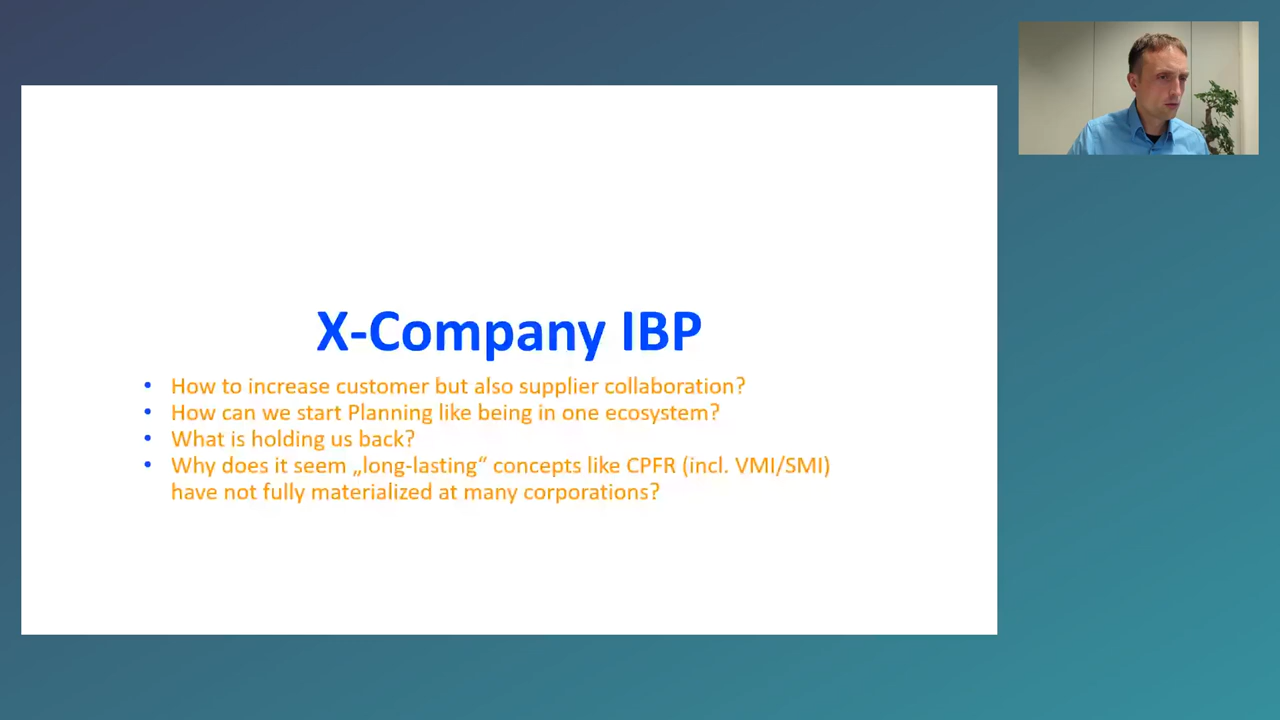 X-Company IBP
• How to increase customer but also supplier collaboration?
• How can we start Planning like being in one ecosystem?
• What is holding us back?
• Why does it seem „long-lasting“ concepts like CPFR (incl. VMI/SMI)
have not fully materialized at many corporations?